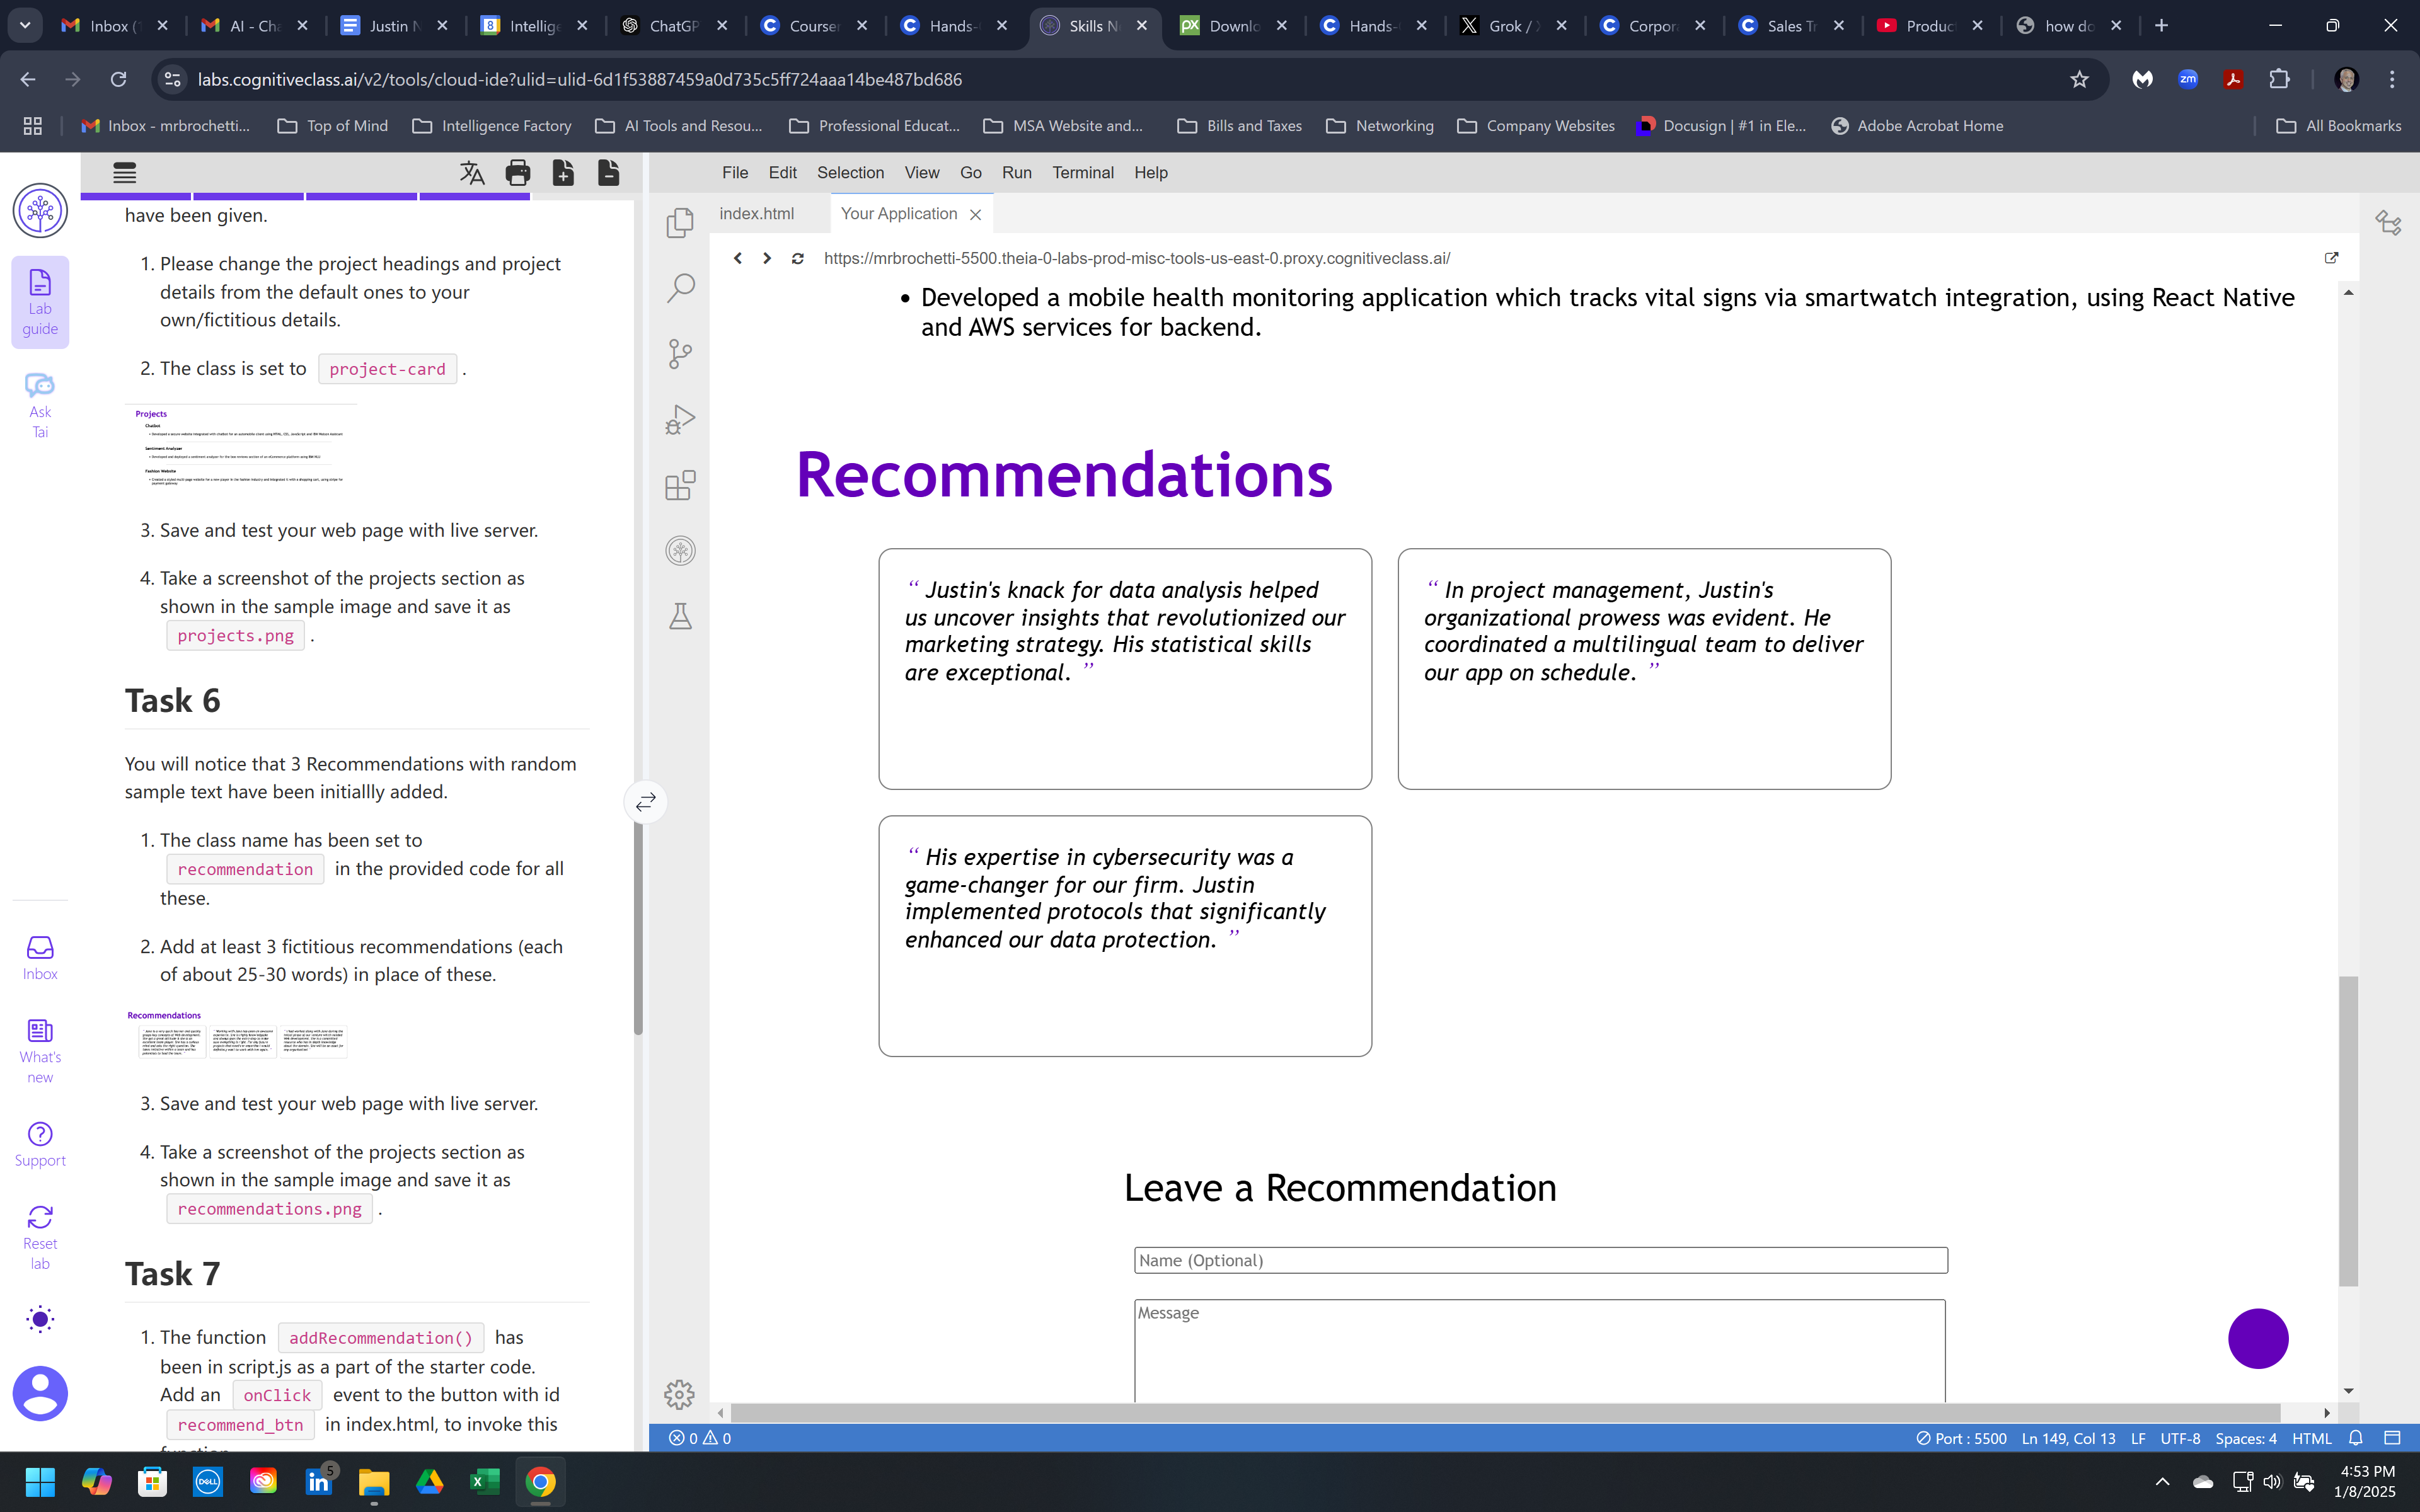 Inbox (
AI - Cha
Justin N
Intellige
ChatGP
Courser
Hands-
Skills N
Downlo
Hands-
Grok /
Corpor
Sales Tr
Produc
how do
labs.cognitiveclass.ai/v2/tools/cloud-ide?ulid=ulid-6d1f53887459a0d735c5ff724aaa14be487bd686
Inbox - mrbrochetti...
Top of Mind
Intelligence Factory
AI Tools and Resou...
Professional Educat...
MSA Website and...
Bills and Taxes
Networking
Company Websites
Docusign | #1 in Ele...
Adobe Acrobat Home
All Bookmarks
Lab
guide
Ask
Tai
Inbox
What's
new
Support
Reset
lab
have been given.
1. Please change the project headings and project
details from the default ones to your
own/fictitious details.
2. The class is set to project-card .
Projects
Chatbot
Sentiment Analyzer
Fashion Website
3. Save and test your web page with live server.
4. Take a screenshot of the projects section as
shown in the sample image and save it as
projects.png .
Task 6
You will notice that 3 Recommendations with random
sample text have been initiallly added.
1. The class name has been set to
recommendation in the provided code for all
these.
2. Add at least 3 fictitious recommendations (each
of about 25-30 words) in place of these.
Recommendations
3. Save and test your web page with live server.
4. Take a screenshot of the projects section as
shown in the sample image and save it as
recommendations.png .
Task 7
1. The function addRecommendation() has
been in script.js as a part of the starter code.
Add an onClick event to the button with id
recommend_btn in index.html, to invoke this
function
File Edit Selection View Go Run Terminal Help
index.html
Your Application
https://mrbrochetti-5500.theia-0-labs-prod-misc-tools-us-east-0.proxy.cognitiveclass.ai/
• Developed a mobile health monitoring application which tracks vital signs via smartwatch integration, using React Native
and AWS services for backend.
Recommendations
“ Justin's knack for data analysis helped
us uncover insights that revolutionized our
marketing strategy. His statistical skills
are exceptional. ”
“ In project management, Justin's
organizational prowess was evident. He
coordinated a multilingual team to deliver
our app on schedule. ”
“ His expertise in cybersecurity was a
game-changer for our firm. Justin
implemented protocols that significantly
enhanced our data protection. ”
Leave a Recommendation
Name (Optional)
Message
0 0
Port : 5500 Ln 149, Col 13 LF UTF-8 Spaces: 4 HTML
4:53 PM
1/8/2025